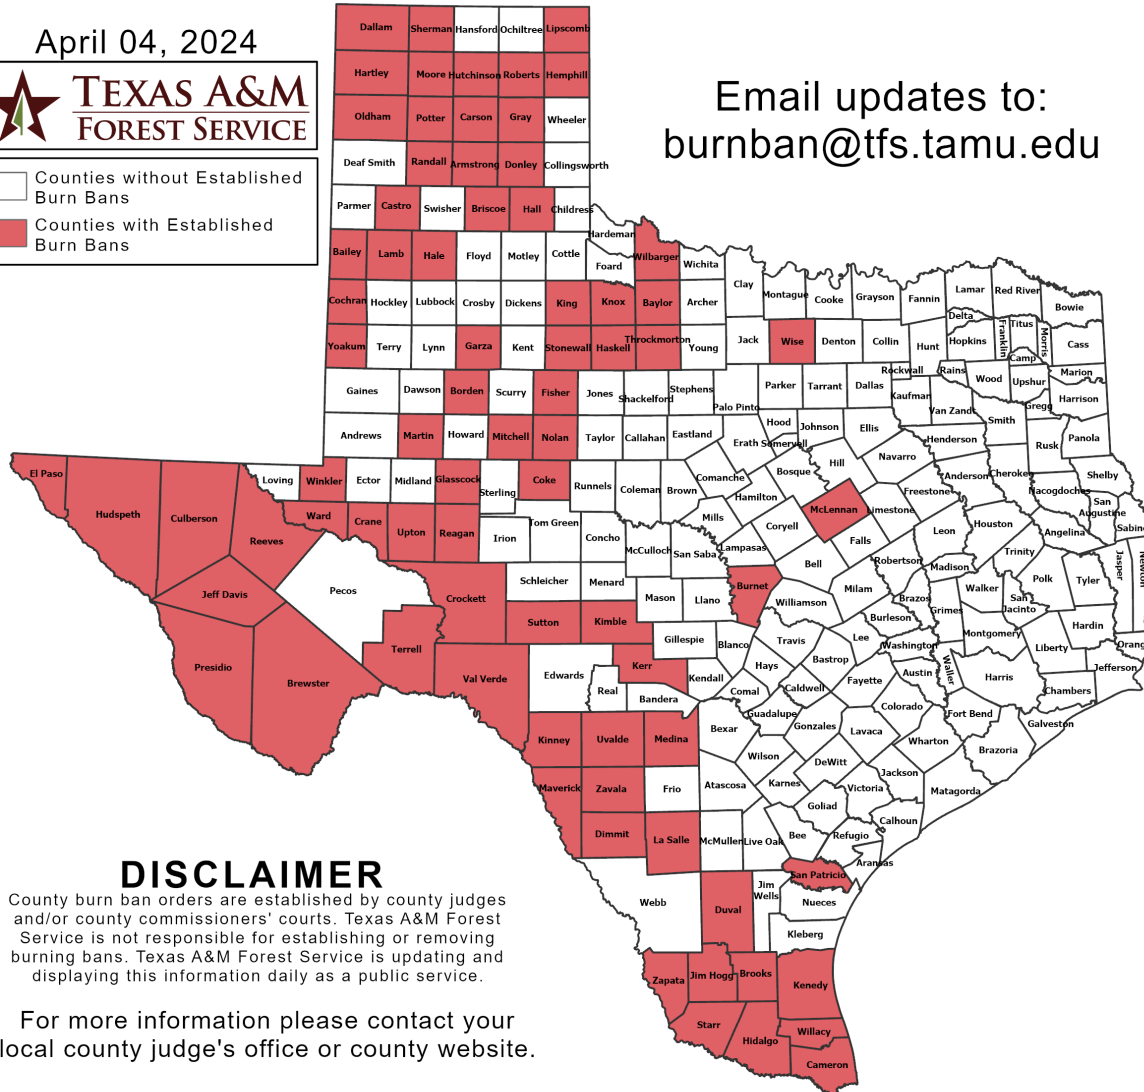 April 04, 2024
TEXAS A&M
FOREST SERVICE
Counties without Established
Burn Bans
Counties with Established
Burn Bans
Email updates to:
burnban@tfs.tamu.edu
Dallam Sherman Hansford Ochiltree Lipscomb
Hartley Moore Hutchinson Roberts Hemphill
Oldham Potter Carson Gray Wheeler
Deaf Smith Randall Armstrong Donley Collingsworth
Parmer Castro Swisher Briscoe Hall Childress
Hardeman
Bailey Lamb Hale Floyd Motley Cottle Foard Wilbarger Wichita
Clay Montague Cooke Grayson Fannin Lamar Red River Bowie
Cochran Hockley Lubbock Crosby Dickens King Knox Baylor Archer
Delta Franklin Titus Morris Cass
Yoakum Terry Lynn Garza Kent Stonewall Haskell Throckmorton Young Jack Wise Denton Collin Hunt Hopkins Camp
Rockwall Rains Wood Upshur Marion
Gaines Dawson Borden Scurry Fisher Jones Shackelford Stephens Palo Pinto Parker Tarrant Dallas Kaufman Van Zandt Smith Gregg Harrison
Andrews Martin Howard Mitchell Nolan Taylor Callahan Eastland Erath Hood Somervell Johnson Ellis Henderson Rusk Panola
El Paso Hudspeth Culberson Reeves Loving Winkler Ector Midland Glasscock Sterling Coke Runnels Coleman Brown Comanche Hamilton Bosque Hill Navarro Freestone Anderson Cherokee Nacogdoches Shelby
San
Augustine
Sabin
Ward Crane Upton Reagan Irion Tom Green Concho McCulloch San Saba Mills Lampasas Coryell McLennan Limestone Falls Leon Houston Angelina
Jeff Davis Pecos Crockett Schleicher Menard Mason Llano Burnet Bell Milam Robertson Madison Trinity Polk Tyler Jasper Newton
Williamson Brazos Burleson Grimes Walker San
Jacinto
Hardin
Presidio Brewster Terrell Val Verde Sutton Kimble Gillespie Blanco Travis Lee Washington Montgomery Liberty Orang
Edwards Kerr Real Bandera Kendall Hays Bastrop Fayette Austin Waller Harris Jefferson
Comal Caldwell Colorado Fort Bend Chambers
Kinney Uvalde Medina Bexar Guadalupe Gonzales Lavaca Wharton Brazoria Galveston
Maverick Zavala Frio Atascosa Wilson Karnes DeWitt Victoria Jackson Matagorda
Dimmit La Salle McMullen Live Oak Bee Goliad Refugio Calhoun
Aransas
San Patricio
Webb Duval Jim
Wells
Nueces
Kleberg
Zapata Jim Hogg Brooks Kenedy
Starr Hidalgo Willacy
Cameron
DISCLAIMER
County burn ban orders are established by county judges
and/or county commissioners' courts. Texas A&M Forest
Service is not responsible for establishing or removing
burning bans. Texas A&M Forest Service is updating and
displaying this information daily as a public service.
For more information please contact your
local county judge's office or county website.